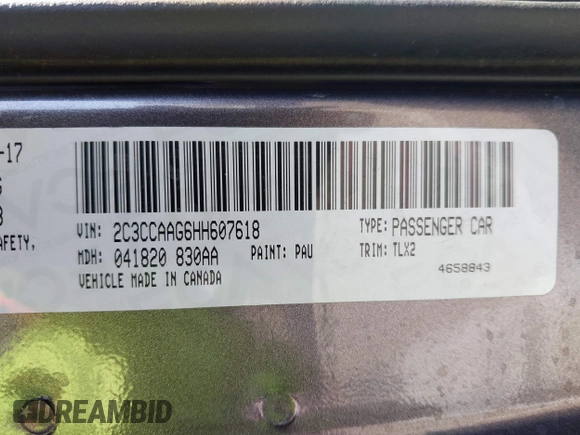 -17
VIN: 2C3CCAAG6HH607618
TYPE: PASSENGER CAR
AFETY,
MDH: 041820 830AA
PAINT: PAU
TRIM: TLX2
VEHICLE MADE IN CANADA
4658843
DREAMBID